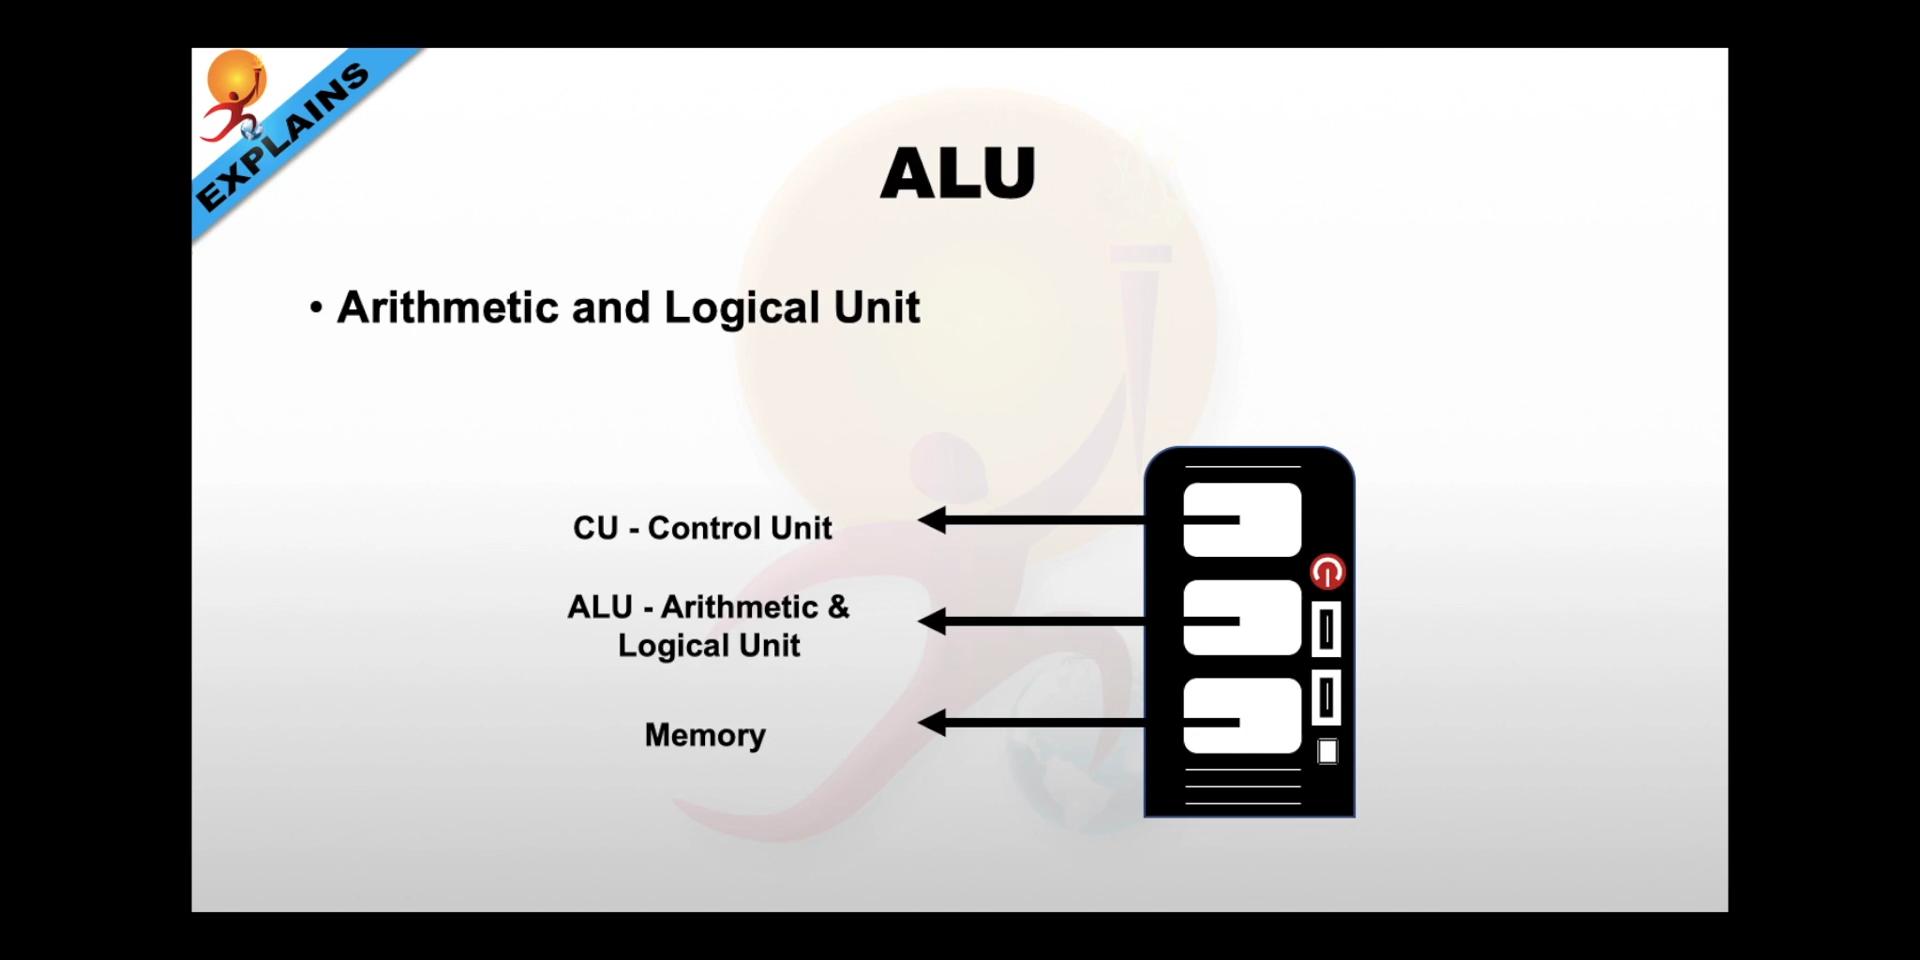 EXPLAINS
ALU
• Arithmetic and Logical Unit
CU - Control Unit
ALU - Arithmetic &
Logical Unit
Memory